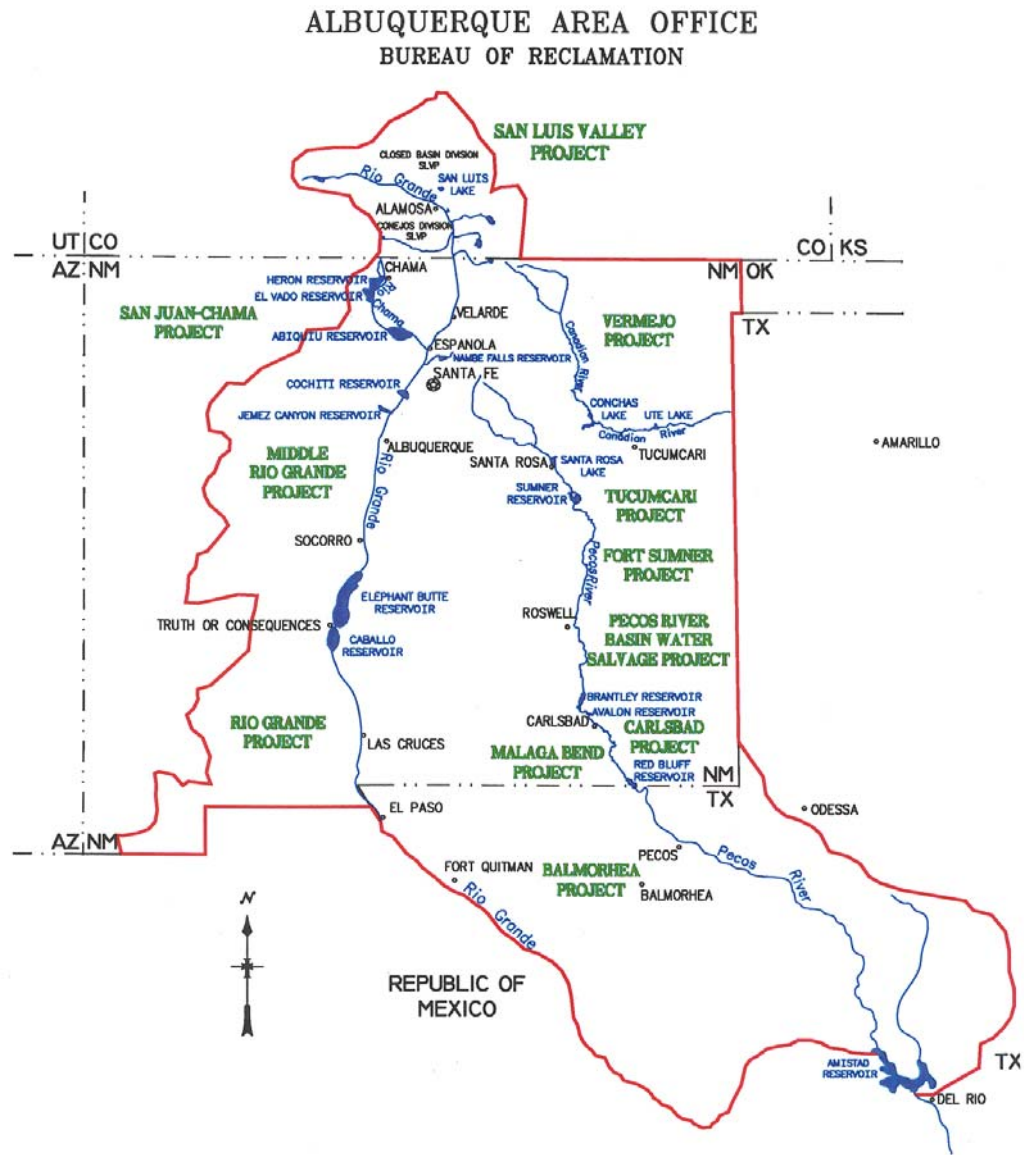 ALBUQUERQUE AREA OFFICE
BUREAU OF RECLAMATION
SAN LUIS VALLEY
PROJECT
CLOSED BASIN DIVISION
SLVP
Rio Grande
SAN LUIS
LAKE
ALAMOSA
CONEJOS DIVISION
SLVP
UT CO
AZ NM
CO KS
NM OK
TX
CHAMA
HERON RESERVOIR
EL VADO RESERVOIR
Rio Chama
SAN JUAN-CHAMA
PROJECT
ABIQUIU RESERVOIR
VELARDE
ESPANOLA
NAMBE FALLS RESERVOIR
SANTA FE
COCHITI RESERVOIR
JEMEZ CANYON RESERVOIR
Canadian River
VERMEJO
PROJECT
CONCHAS
LAKE
UTE LAKE
Canadian River
TUCUMCARI
AMARILLO
ALBUQUERQUE
MIDDLE
RIO GRANDE
PROJECT
Rio Grande
SANTA ROSA
SANTA ROSA
LAKE
SUMNER
RESERVOIR
TUCUMCARI
PROJECT
SOCORRO
Pecos River
FORT SUMNER
PROJECT
ELEPHANT BUTTE
RESERVOIR
TRUTH OR CONSEQUENCES
CABALLO
RESERVOIR
ROSWELL
PECOS RIVER
BASIN WATER
SALVAGE PROJECT
BRANTLEY RESERVOIR
AVALON RESERVOIR
CARLSBAD
CARLSBAD
PROJECT
RIO GRANDE
PROJECT
LAS CRUCES
MALAGA BEND
PROJECT
RED BLUFF
RESERVOIR
NM
TX
EL PASO
ODESSA
AZ NM
PECOS
Pecos River
FORT QUITMAN
BALMORHEA
PROJECT
BALMORHEA
Rio Grande
N
REPUBLIC OF
MEXICO
AMISTAD
RESERVOIR
TX
DEL RIO